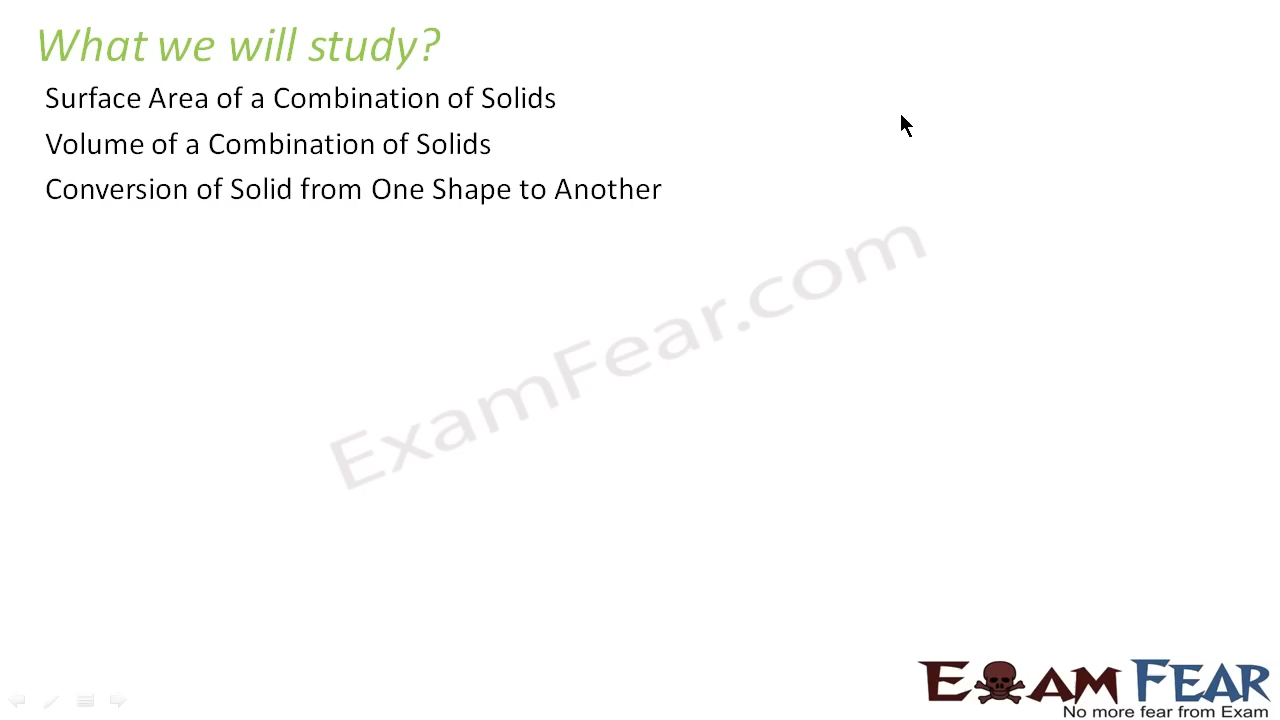 What we will study?
Surface Area of a Combination of Solids
Volume of a Combination of Solids
Conversion of Solid from One Shape to Another
ExamFear.com
EXAM FEAR
No more fear from Exam